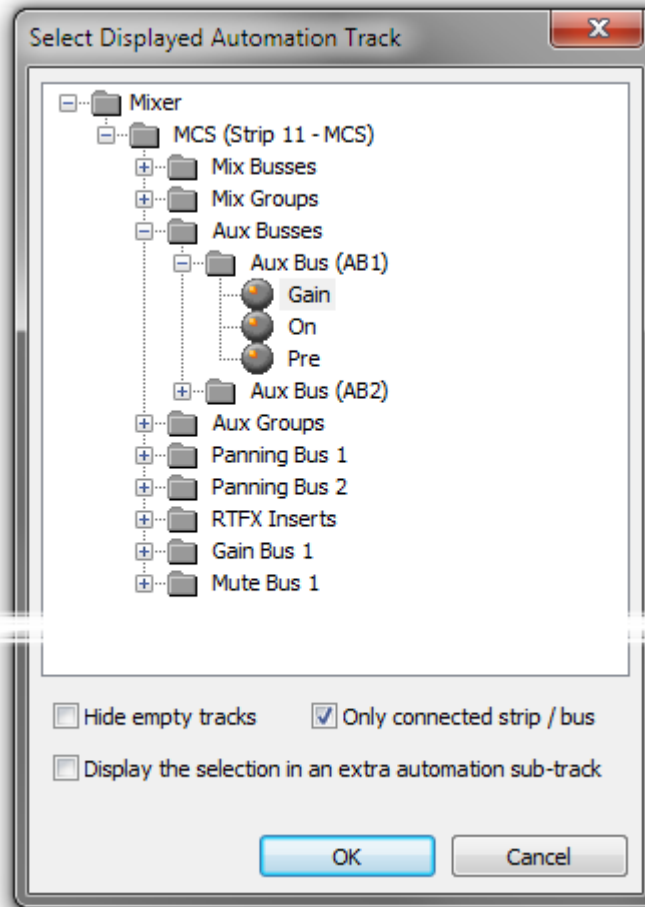 Select Displayed Automation Track
Mixer
MCS (Strip 11 - MCS)
Mix Busses
Mix Groups
Aux Busses
Aux Bus (AB1)
Gain
On
Pre
Aux Bus (AB2)
Aux Groups
Panning Bus 1
Panning Bus 2
RTFX Inserts
Gain Bus 1
Mute Bus 1
Hide empty tracks Only connected strip / bus
Display the selection in an extra automation sub-track
OK Cancel